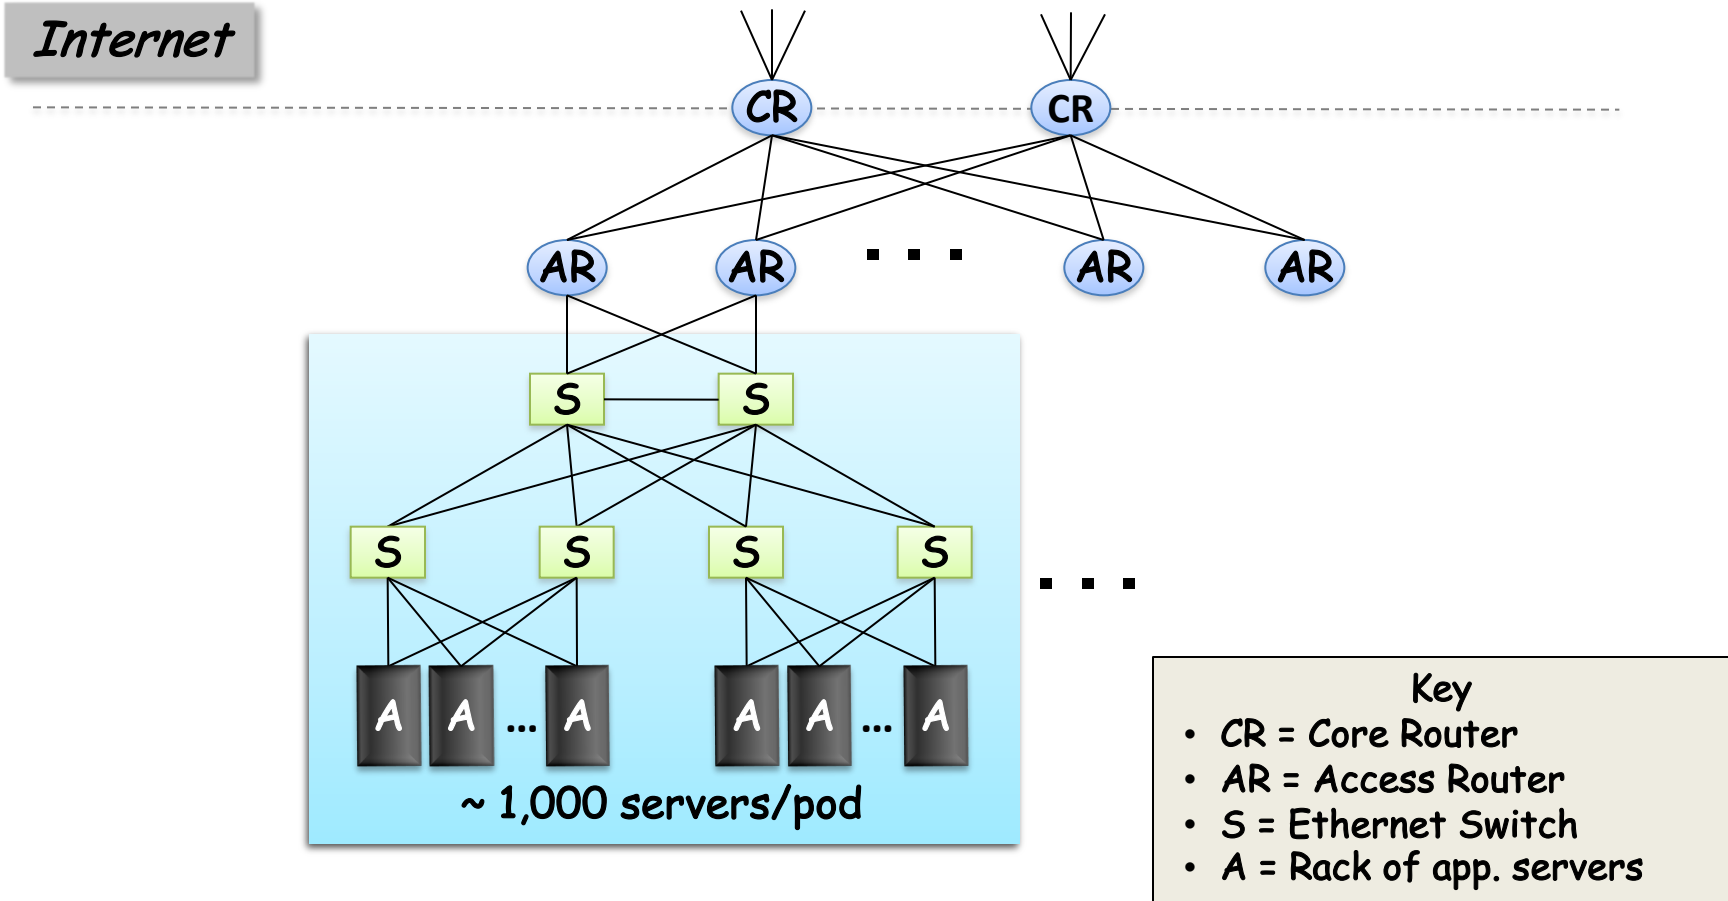 Internet
CR CR
AR AR . . . AR AR
S S
S S S S
. . .
A A ... A A A ... A
~ 1,000 servers/pod
Key
• CR = Core Router
• AR = Access Router
• S = Ethernet Switch
• A = Rack of app. servers